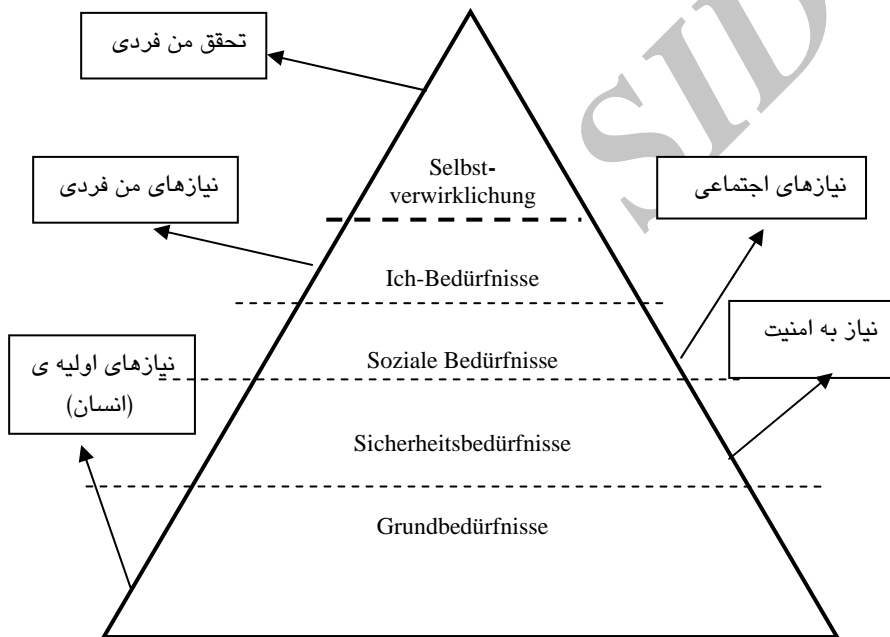 تحقق من فردی
SID
Selbst-
verwirklichung
نیازهای من فردی
نیازهای اجتماعی
Ich-Bedürfnisse
نیاز به امنیت
نیازهای اولیه ی
(انسان)
Soziale Bedürfnisse
Sicherheitsbedürfnisse
Grundbedürfnisse